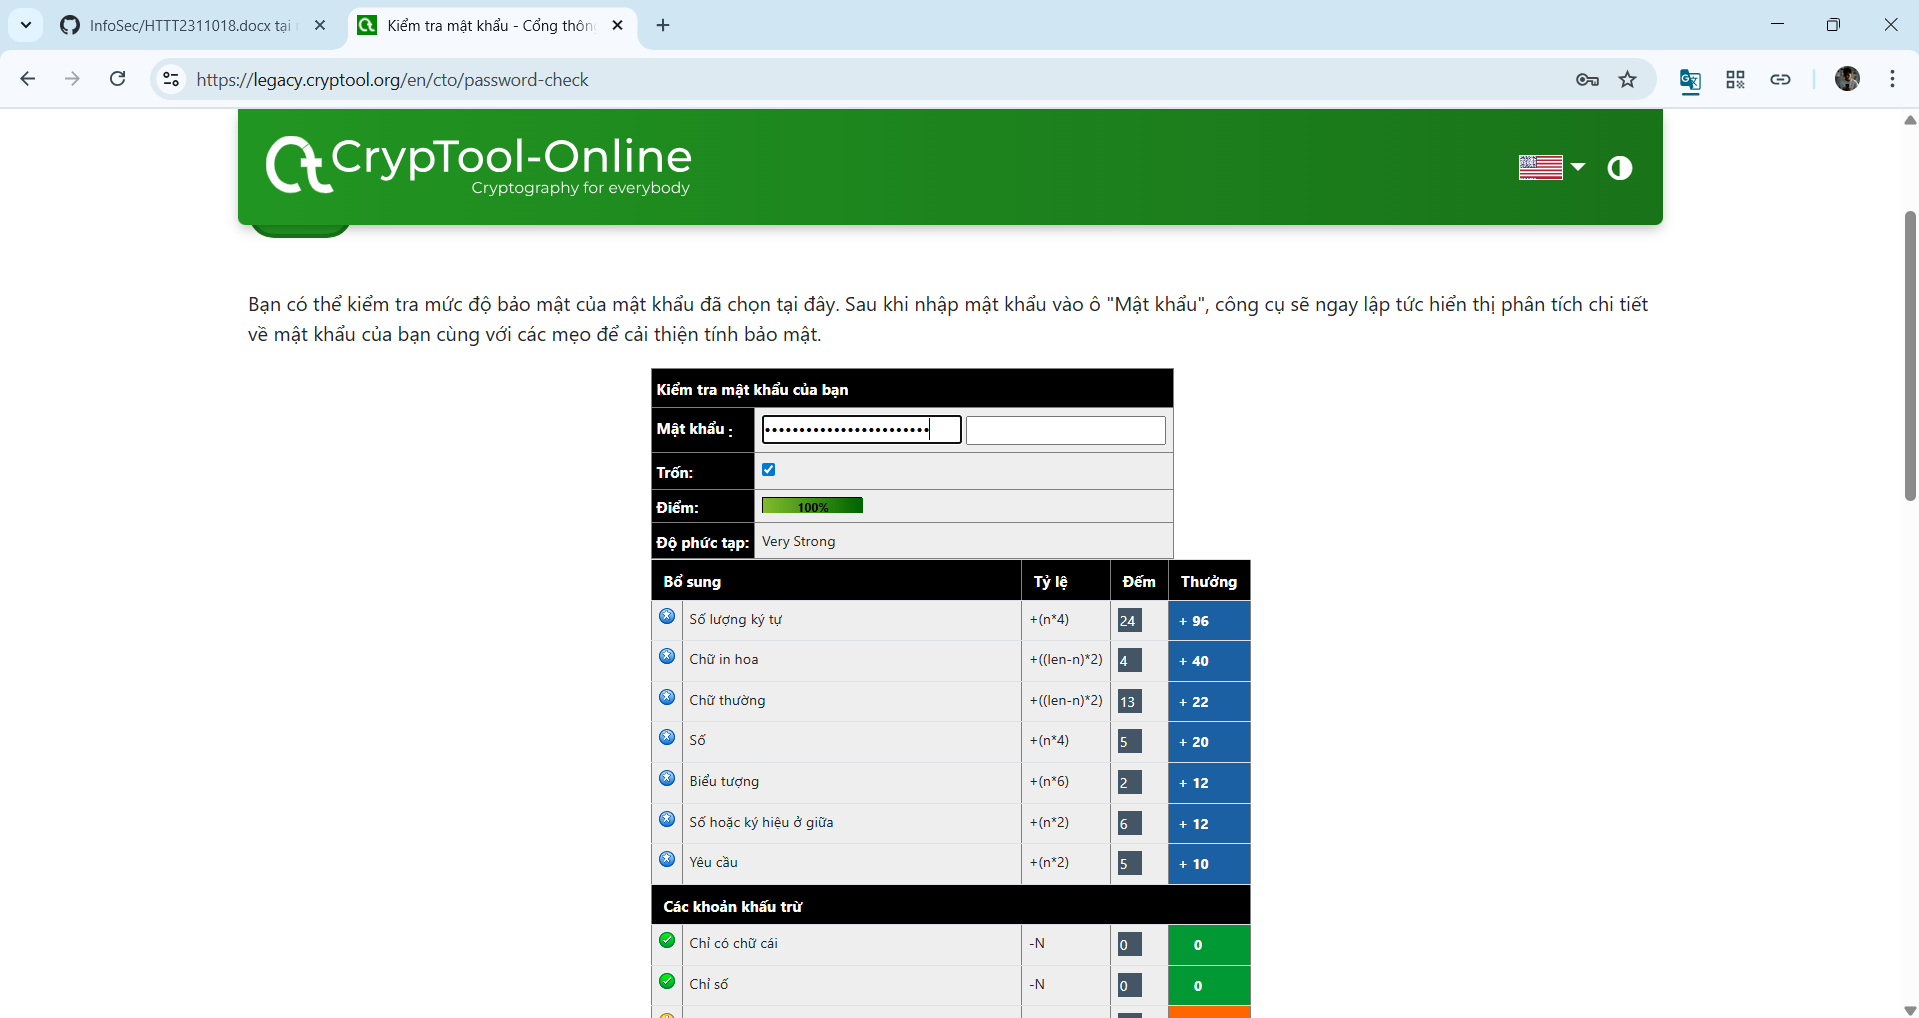 InfoSec/HTTT2311018.docx tại
Kiểm tra mật khẩu - Cổng thông
https://legacy.cryptool.org/en/cto/password-check
CrypTool-Online
Cryptography for everybody
Bạn có thể kiểm tra mức độ bảo mật của mật khẩu đã chọn tại đây. Sau khi nhập mật khẩu vào ô "Mật khẩu", công cụ sẽ ngay lập tức hiển thị phân tích chi tiết
về mật khẩu của bạn cùng với các mẹo để cải thiện tính bảo mật.
Kiểm tra mật khẩu của bạn
Mật khẩu :
Trốn:
Điểm: 100%
Độ phức tạp: Very Strong
Bổ sung Tỷ lệ Đếm Thưởng
Số lượng ký tự +(n*4) 24 + 96
Chữ in hoa +((len-n)*2) 4 + 40
Chữ thường +((len-n)*2) 13 + 22
Số +(n*4) 5 + 20
Biểu tượng +(n*6) 2 + 12
Số hoặc ký hiệu ở giữa +(n*2) 6 + 12
Yêu cầu +(n*2) 5 + 10
Các khoản khấu trừ
Chỉ có chữ cái -N 0 0
Chỉ số -N 0 0